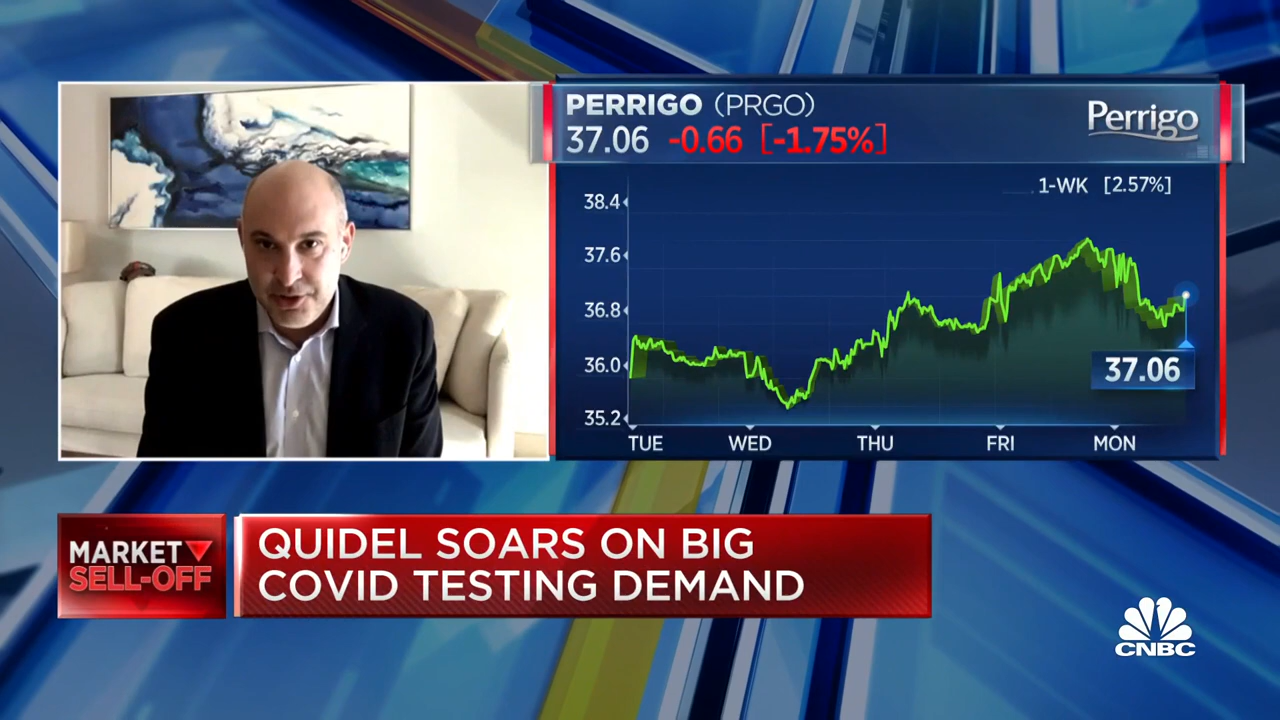 PERRIGO (PRGO)
37.06 -0.66 [-1.75%]
Perrigo
1-WK [2.57%]
38.4
37.6
36.8
36.0
35.2
37.06
TUE WED THU FRI MON
MARKET
SELL-OFF
QUIDEL SOARS ON BIG
COVID TESTING DEMAND
CNBC